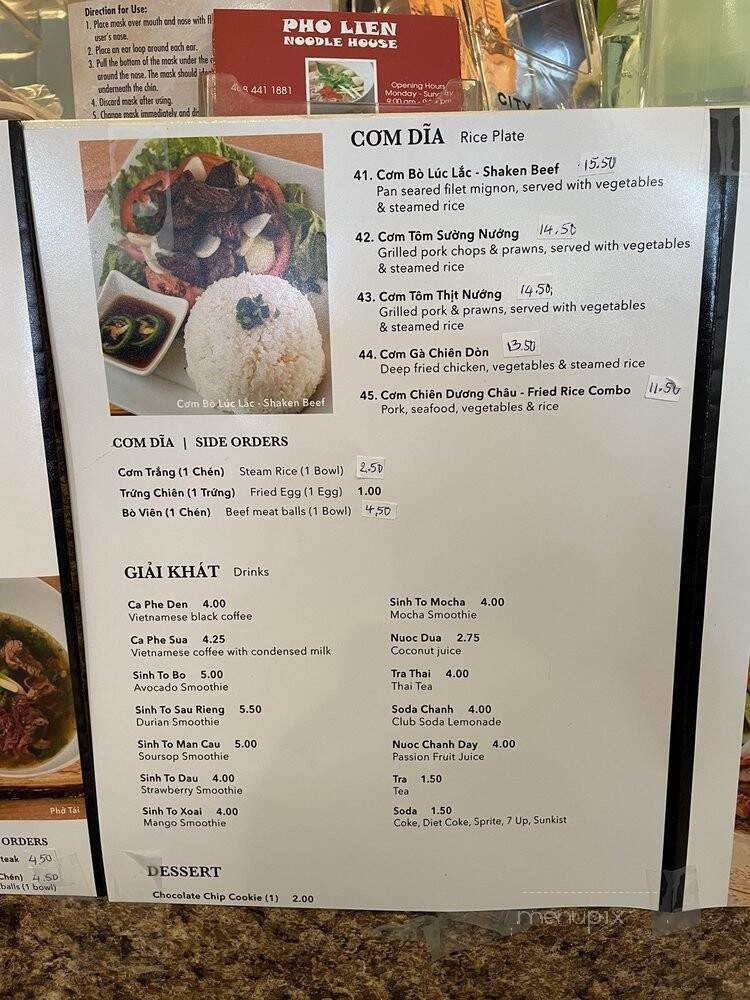 Direction for Use:
1. Place mask over mouth and nose with
user's nose.
2. Place an ear loop around each ear.
3. Pull the bottom of the mask under the
around the nose. The mask should
underneath the chin.
4. Discard mask after using.
5. Change mask immediately and
PHO LIEN
NOODLE HOUSE
441 1881
Opening Hours
Monday - Sunday
CITY
CƠM DĨA Rice Plate
41. Cơm Bò Lúc Lắc - Shaken Beef 15.50
Pan seared filet mignon, served with vegetables
& steamed rice
42. Cơm Tôm Sường Nướng 14.50
Grilled pork chops & prawns, served with vegetables
& steamed rice
43. Cơm Tôm Thịt Nướng 14.50
Grilled pork & prawns, served with vegetables
& steamed rice
44. Cơm Gà Chiên Dòn 13.50
Deep fried chicken, vegetables & steamed rice
45. Cơm Chiên Dương Châu - Fried Rice Combo 11.50
Pork, seafood, vegetables & rice
Cơm Bò Lúc Lắc - Shaken Beef
CƠM DĨA | SIDE ORDERS
Cơm Trắng (1 Chén) Steam Rice (1 Bowl) 2.50
Trứng Chiên (1 Trứng) Fried Egg (1 Egg) 1.00
Bò Viên (1 Chén) Beef meat balls (1 Bowl) 4.50
GIẢI KHÁT Drinks
Ca Phe Den 4.00
Vietnamese black coffee
Ca Phe Sua 4.25
Vietnamese coffee with condensed milk
Sinh To Bo 5.00
Avocado Smoothie
Sinh To Sau Rieng 5.50
Durian Smoothie
Sinh To Man Cau 5.00
Soursop Smoothie
Sinh To Dau 4.00
Strawberry Smoothie
Sinh To Xoai 4.00
Mango Smoothie
Sinh To Mocha 4.00
Mocha Smoothie
Nuoc Dua 2.75
Coconut juice
Tra Thai 4.00
Thai Tea
Soda Chanh 4.00
Club Soda Lemonade
Nuoc Chanh Day 4.00
Passion Fruit Juice
Tra 1.50
Tea
Soda 1.50
Coke, Diet Coke, Sprite, 7 Up, Sunkist
DESSERT
Chocolate Chip Cookie (1) 2.00
Phở Tái
ORDERS
steak 4.50
Chén) 4.50
balls (1 bowl)
menupix